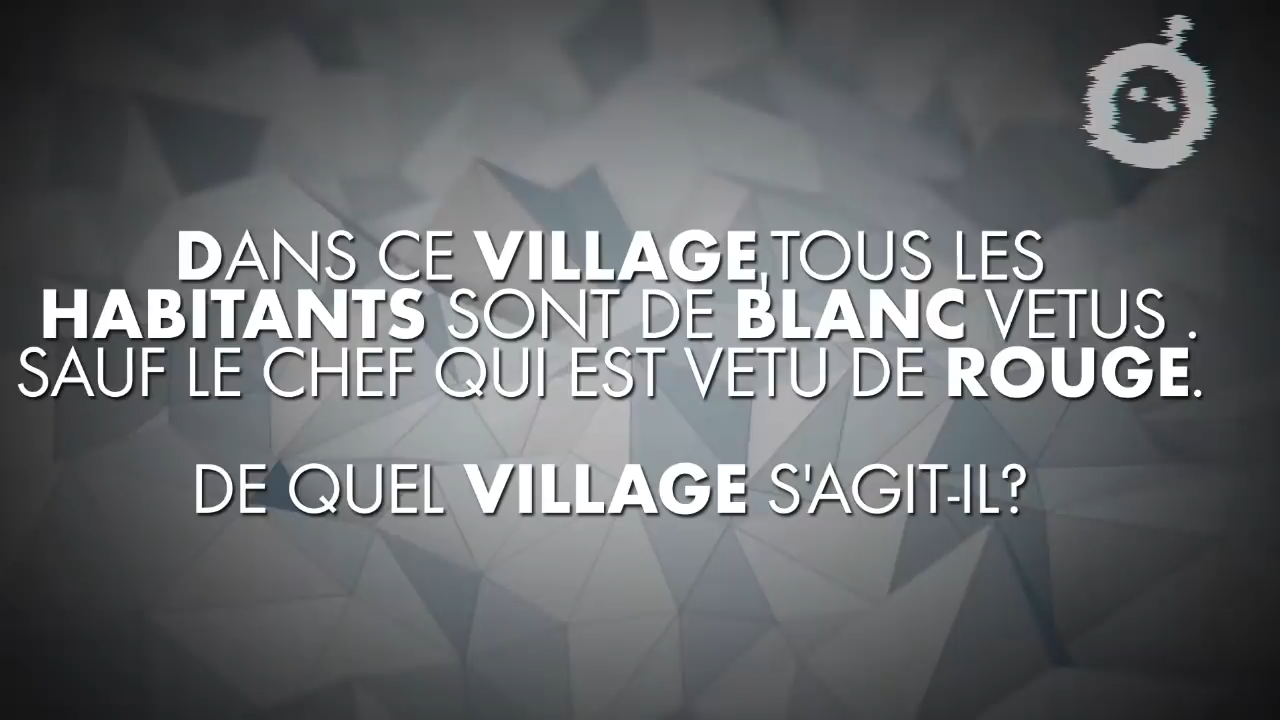 DANS CE VILLAGE,TOUS LES
HABITANTS SONT DE BLANC VETUS .
SAUF LE CHEF QUI EST VETU DE ROUGE.
DE QUEL VILLAGE S'AGIT-IL?